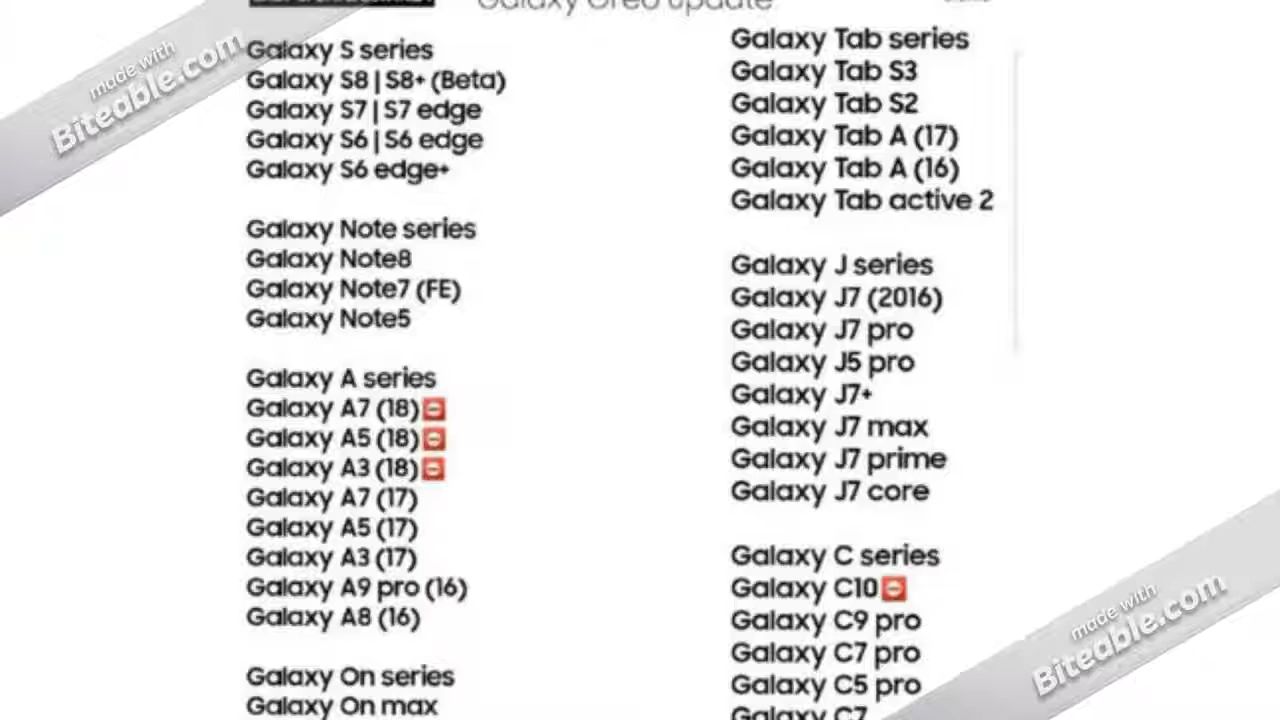 Galaxy Oreo update
made with
Biteable.com
Galaxy S series
Galaxy S8 | S8+ (Beta)
Galaxy S7 | S7 edge
Galaxy S6 | S6 edge
Galaxy S6 edge+
Galaxy Note series
Galaxy Note8
Galaxy Note7 (FE)
Galaxy Note5
Galaxy A series
Galaxy A7 (18)
Galaxy A5 (18)
Galaxy A3 (18)
Galaxy A7 (17)
Galaxy A5 (17)
Galaxy A3 (17)
Galaxy A9 pro (16)
Galaxy A8 (16)
Galaxy On series
Galaxy On max
Galaxy Tab series
Galaxy Tab S3
Galaxy Tab S2
Galaxy Tab A (17)
Galaxy Tab A (16)
Galaxy Tab active 2
Galaxy J series
Galaxy J7 (2016)
Galaxy J7 pro
Galaxy J5 pro
Galaxy J7+
Galaxy J7 max
Galaxy J7 prime
Galaxy J7 core
Galaxy C series
Galaxy C10
Galaxy C9 pro
Galaxy C7 pro
Galaxy C5 pro
Galaxy C7
made with
Biteable.com